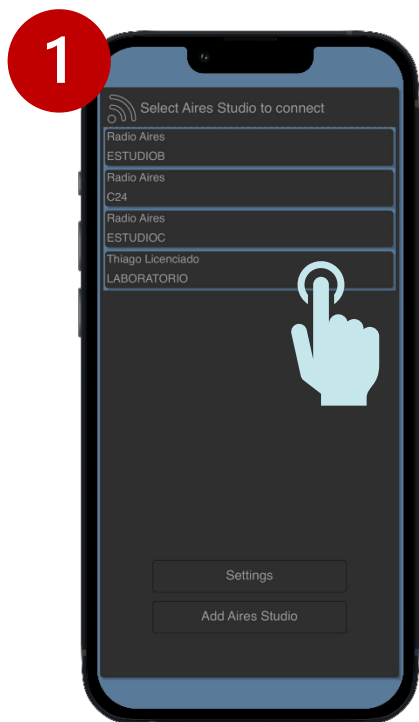 1
Select Aires Studio to connect
Radio Aires
ESTUDIOB
Radio Aires
C24
Radio Aires
ESTUDIOC
Thiago Licenciado
LABORATORIO
Settings
Add Aires Studio